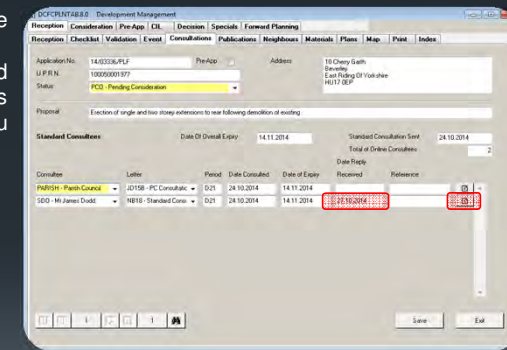 e
d
s
u
DCFCPLNTAB.8.0 Development Management
Reception Consideration Pre-App CIL Decision Specials Forward Planning
Reception Checklist Validation Event Consultations Publications Neighbours Materials Plans Map Print Index
Application No. 14/03336/PLF Pre-App Address 10 Cherry Garth
Beverley
U.P.R.N. 100050061977 East Riding Of Yorkshire
HU17 0EP
Status PCO - Pending Consideration
Proposal Erection of single and two storey extensions to rear following demolition of existing
Standard Consultees Date Of Overall Expiry 14.11.2014 Standard Consultation Sent 24.10.2014
Total of Online Consultees 2
Date Reply
Consultee Letter Period Date Consulted Date of Expiry Received Reference
PARISH - Parish Council JD15B - PC Consultatic D21 24.10.2014 14.11.2014
SDO - Mr James Dodd NB18 - Standard Cons D21 24.10.2014 14.11.2014 27.10.2014
1 1 Save Exit